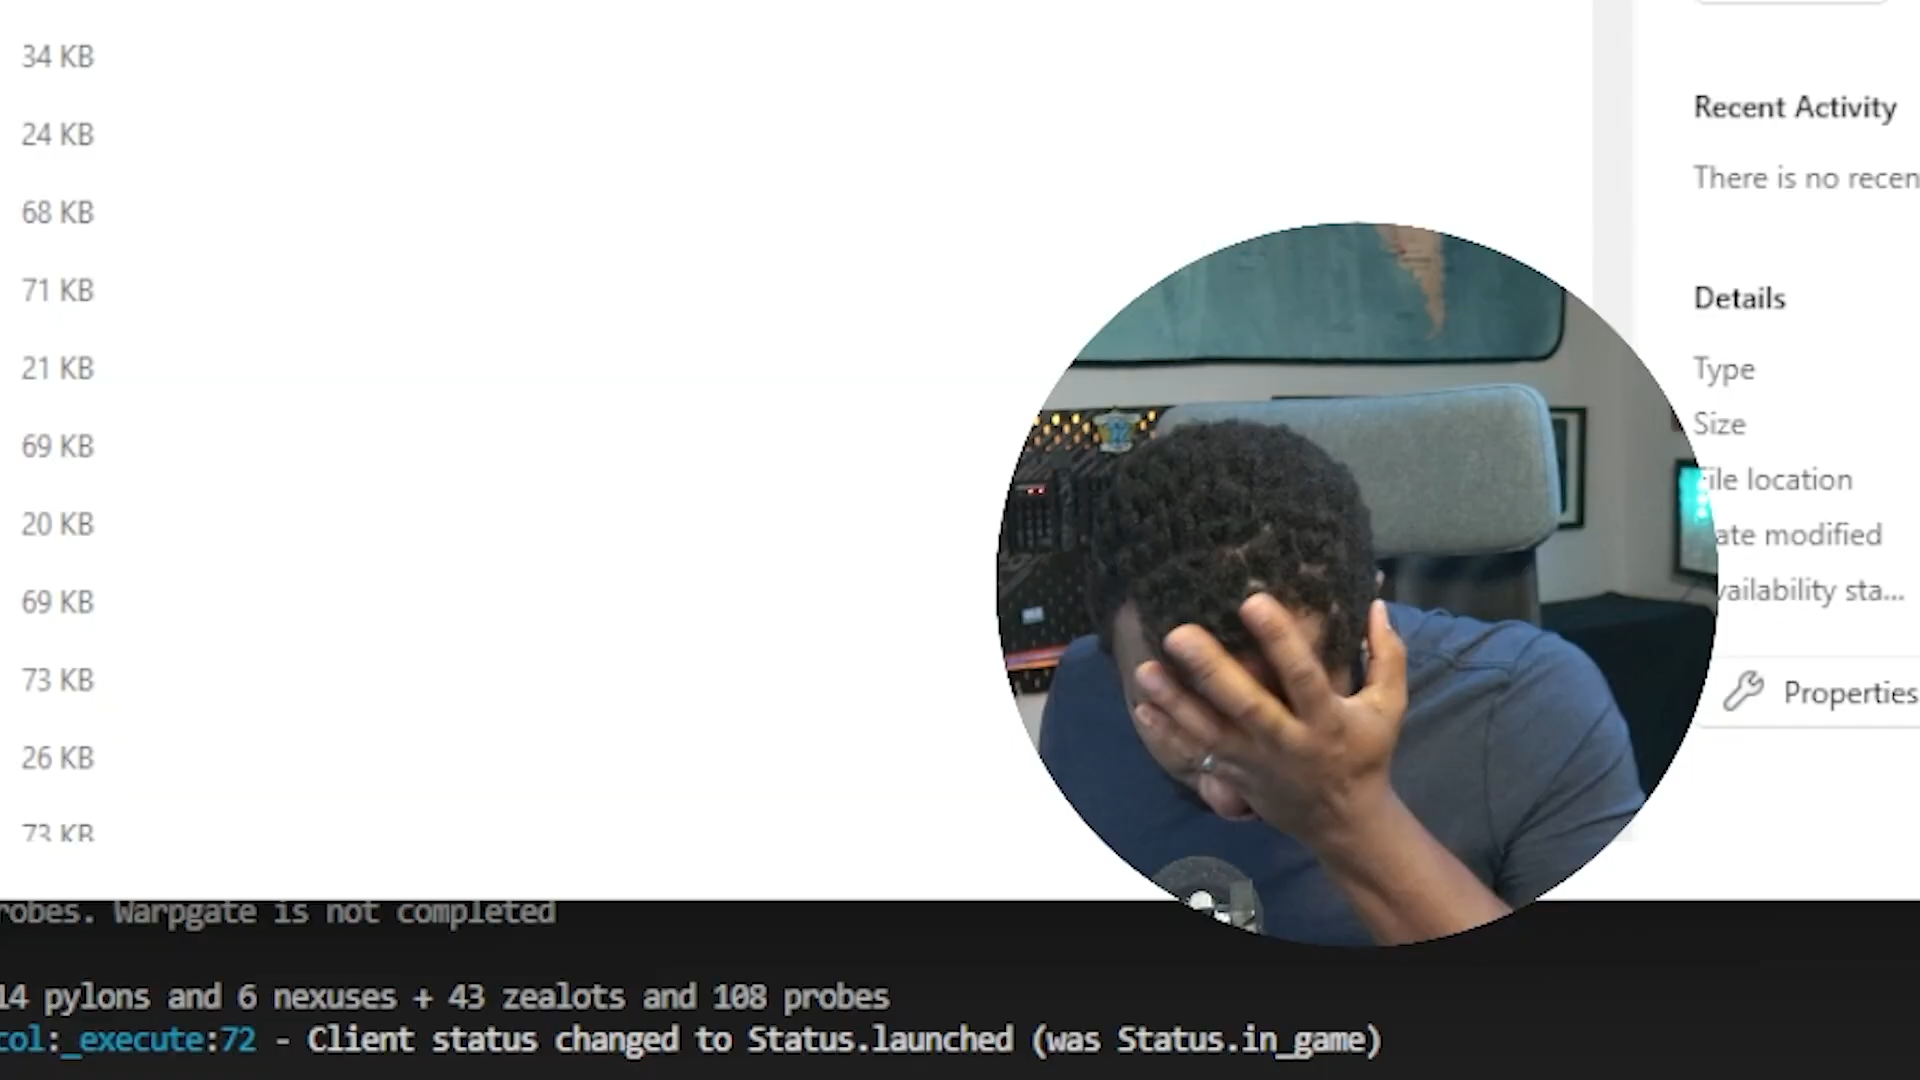 34 KB
24 KB
68 KB
71 KB
21 KB
69 KB
20 KB
69 KB
73 KB
26 KB
73 KB
Recent Activity
There is no recen
Details
Type
Size
ile location
ate modified
vailability sta...
Properties
robes. Warpgate is not completed
14 pylons and 6 nexuses + 43 zealots and 108 probes
col:_execute:72 - Client status changed to Status.launched (was Status.in_game)